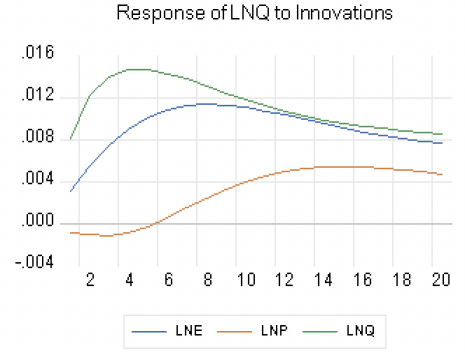 Response of LNQ to Innovations
.016
.012
.008
.004
.000
-.004
2 4 6 8 10 12 14 16 18 20
LNE LNP LNQ